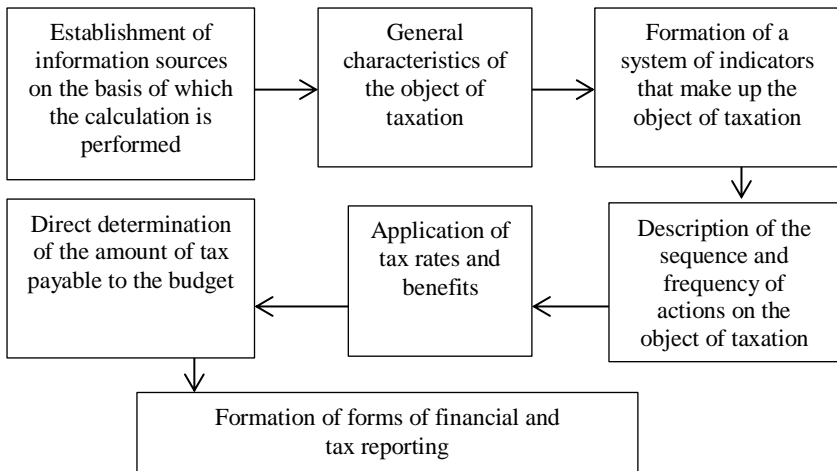 Establishment of
information sources
on the basis of which
the calculation is
performed
General
characteristics of
the object of
taxation
Formation of a
system of indicators
that make up the
object of taxation
Description of the
sequence and
frequency of
actions on the
object of taxation
Application of
tax rates and
benefits
Direct determination
of the amount of tax
payable to the budget
Formation of forms of financial and
tax reporting